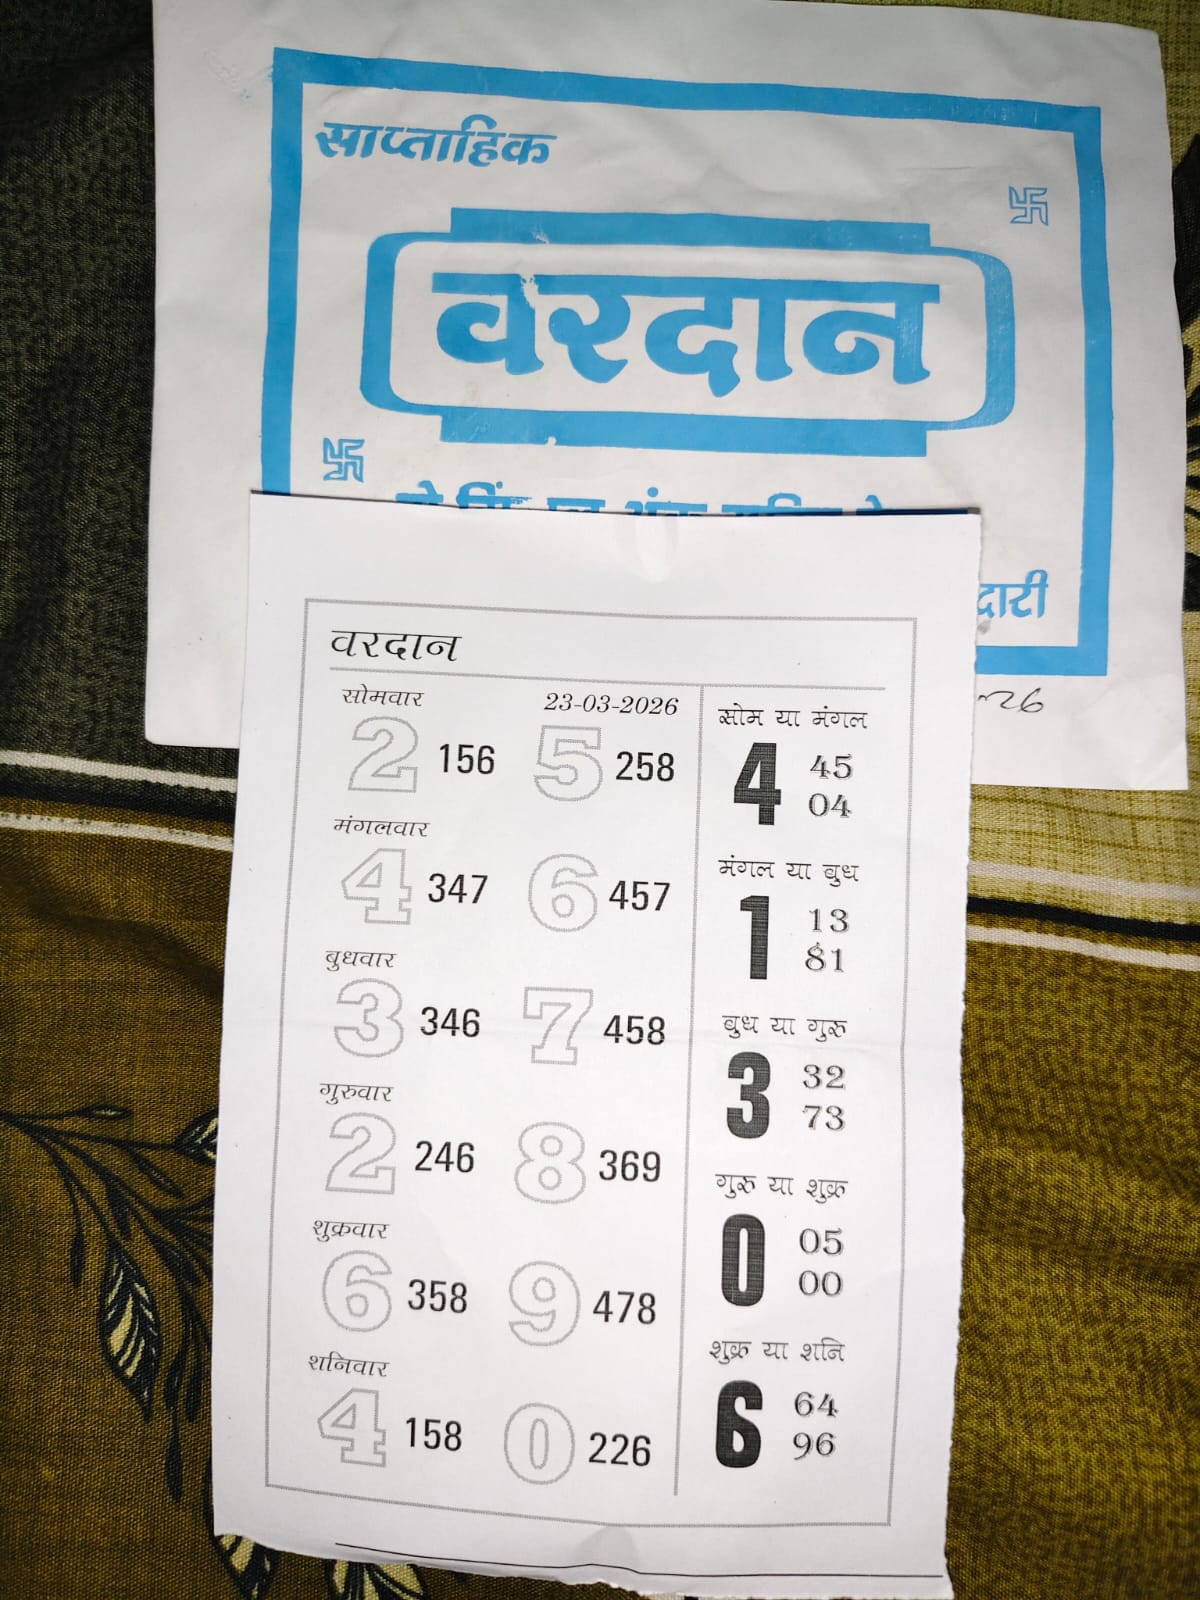 साप्ताहिक
वरदान
दारी
26
वरदान
सोमवार 23-03-2026
2 156 5 258
मंगलवार
4 347 6 457
बुधवार
3 346 7 458
गुरुवार
2 246 8 369
शुक्रवार
6 358 9 478
शनिवार
4 158 0 226
सोम या मंगल
4 45
04
मंगल या बुध
1 13
81
बुध या गुरु
3 32
73
गुरु या शुक्र
0 05
00
शुक्र या शनि
6 64
96